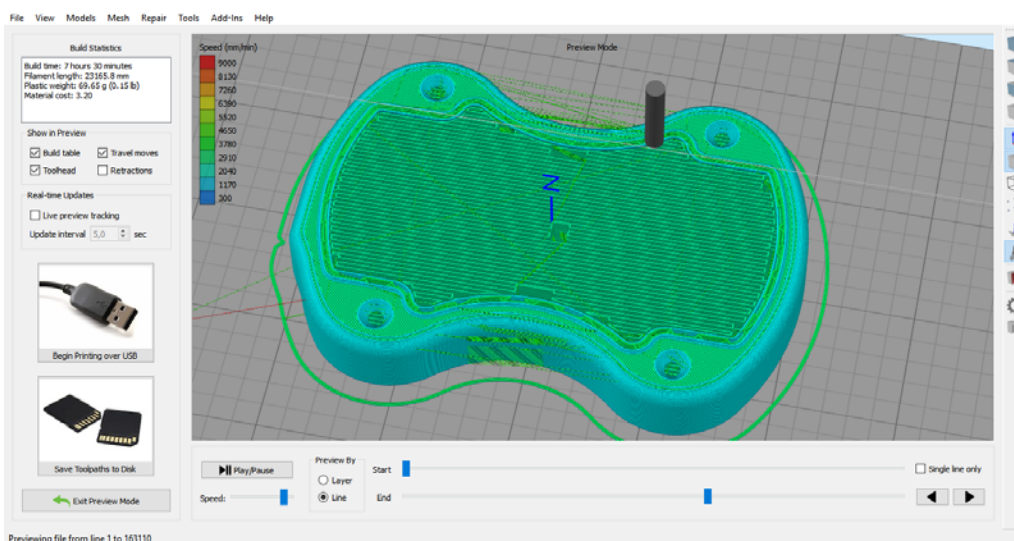 File View Models Mesh Repair Tools Add-Ins Help
Build Statistics
Build time: 7 hours 30 minutes
Filament length: 23165.8 mm
Plastic weight: 69.65 g (0.15 lb)
Material cost: 3.20
Show in Preview
Build table Travel moves
Toolhead Retractions
Real-time Updates
Live preview tracking
Update interval 5,0 sec
Begin Printing over USB
Save Toolpaths to Disk
Exit Preview Mode
Speed (mm/min)
Preview Mode
9000
8130
7260
6390
5520
4650
3780
2910
2040
1170
300
Play/Pause
Speed:
Preview By
Layer
Line
Start
End
Single line only
Previewing file from line 1 to 163110